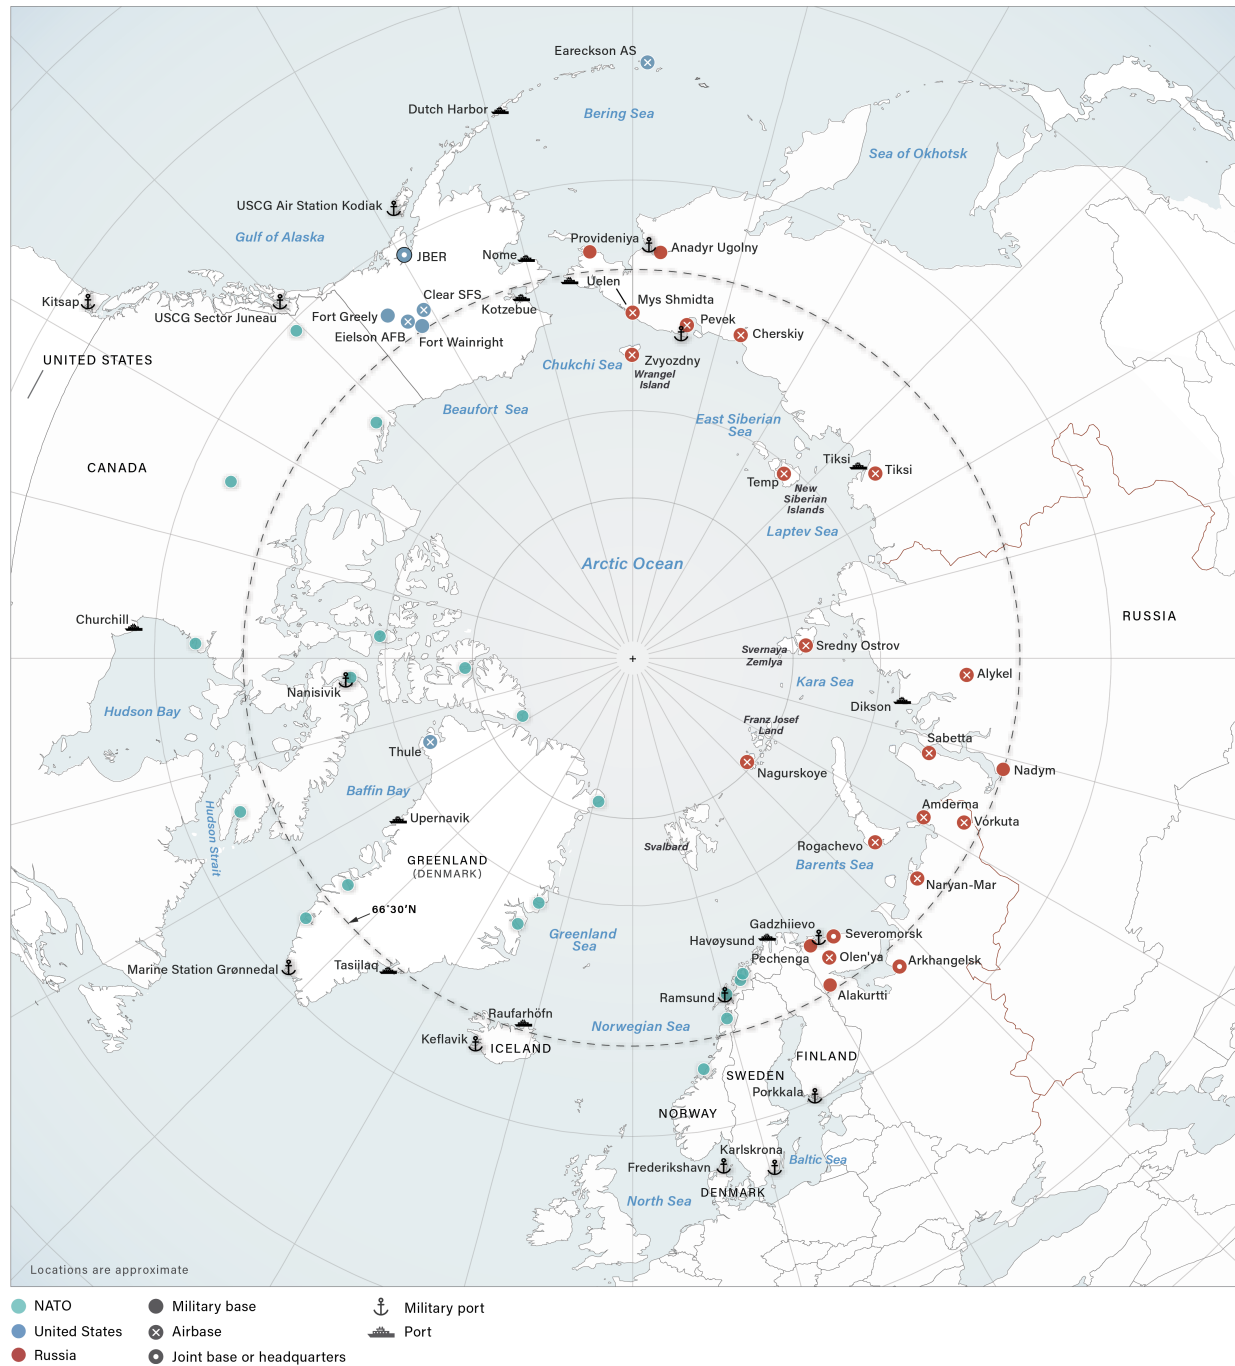 Eareckson AS
Dutch Harbor
Bering Sea
Sea of Okhotsk
USCG Air Station Kodiak
Gulf of Alaska
JBER
Nome
Provideniya
Anadyr Ugolny
Uelen
Kitsap
USCG Sector Juneau
Clear SFS
Fort Greely
Kotzebue
Mys Shmidta
Pevek
Eielson AFB
Fort Wainright
Cherskiy
UNITED STATES
Chukchi Sea
Zvyozdny
Wrangel
Island
Beaufort Sea
East Siberian
Sea
CANADA
Tiksi
Tiksi
Temp
New
Siberian
Islands
Laptev Sea
Arctic Ocean
Churchill
RUSSIA
Svernaya
Zemlya
Sredny Ostrov
Kara Sea
Alykel
Nanisivik
Dikson
Hudson Bay
Franz Josef
Land
Sabetta
Thule
Nagurskoye
Nadym
Baffin Bay
Amderma
Hudson Strait
Upernavik
Vorkuta
Svalbard
Rogachevo
Barents Sea
GREENLAND
(DENMARK)
Naryan-Mar
66°30'N
Gadzhiievo
Greenland
Sea
Havøysund
Severomorsk
Pechenga
Olen'ya
Arkhangelsk
Marine Station Grønnedal
Tasiilaq
Ramsund
Alakurtti
Raufarhöfn
Norwegian Sea
Keflavik
ICELAND
FINLAND
SWEDEN
Porkkala
NORWAY
Karlskrona
Frederikshavn
Baltic Sea
DENMARK
North Sea
Locations are approximate
NATO
United States
Russia
Military base
Airbase
Joint base or headquarters
Military port
Port